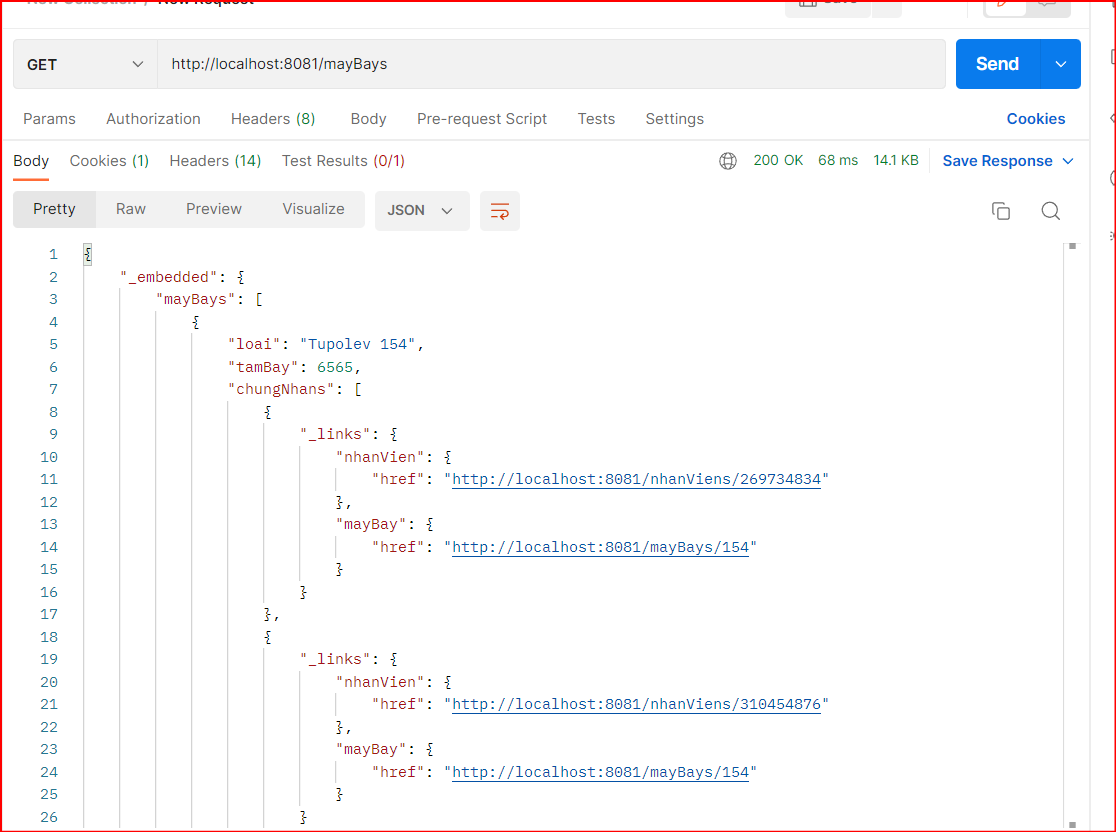 New Collection / New Request
Save
GET http://localhost:8081/mayBays Send
Params Authorization Headers (8) Body Pre-request Script Tests Settings Cookies
Body Cookies (1) Headers (14) Test Results (0/1) 200 OK 68 ms 14.1 KB Save Response
Pretty Raw Preview Visualize JSON
1 {
2 "_embedded": {
3 "mayBays": [
4 {
5 "loai": "Tupolev 154",
6 "tamBay": 6565,
7 "chungNhans": [
8 {
9 "_links": {
10 "nhanVien": {
11 "href": "http://localhost:8081/nhanViens/269734834"
12 },
13 "mayBay": {
14 "href": "http://localhost:8081/mayBays/154"
15 }
16 }
17 },
18 {
19 "_links": {
20 "nhanVien": {
21 "href": "http://localhost:8081/nhanViens/310454876"
22 },
23 "mayBay": {
24 "href": "http://localhost:8081/mayBays/154"
25 }
26 }